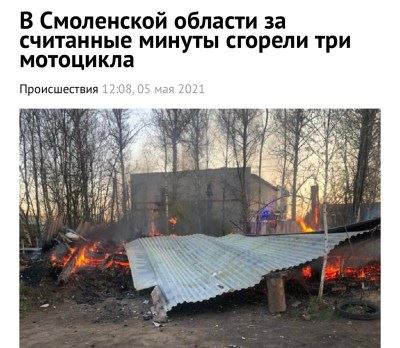 В Смоленской области за
считанные минуты сгорели три
мотоцикла
Происшествия 12:08, 05 мая 2021